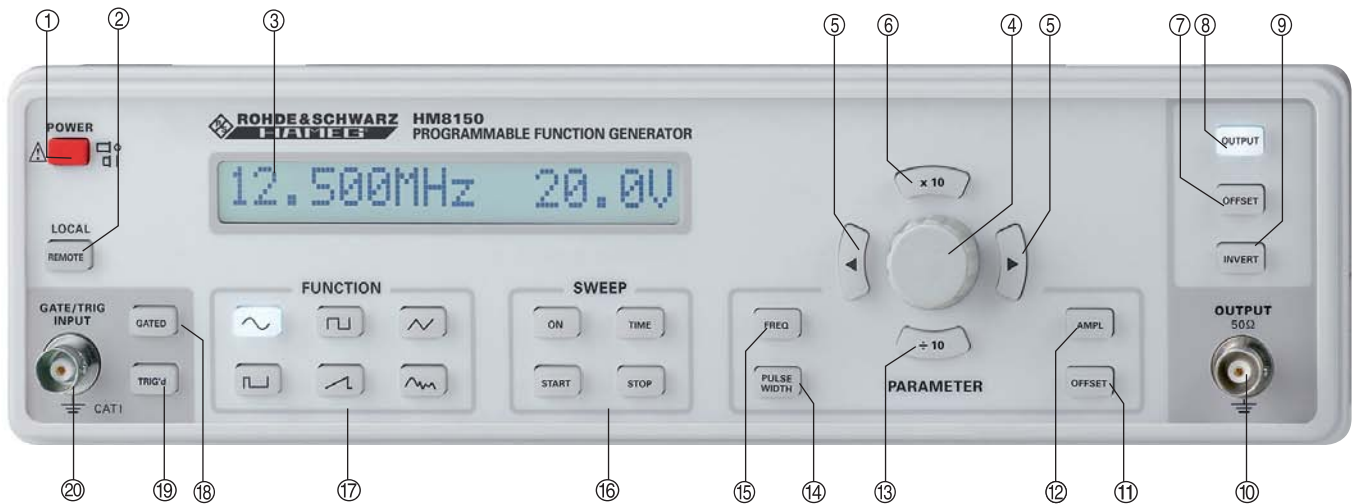 ① ② ③ ⑤ ⑥ ④ ⑤ ⑦ ⑧ ⑨
POWER
ROHDE&SCHWARZ HM8150
HAMEG PROGRAMMABLE FUNCTION GENERATOR
12.500MHz 20.0V
LOCAL
REMOTE
x 10
÷ 10
PARAMETER
OUTPUT
OFFSET
INVERT
GATE/TRIG
INPUT
GATED
TRIG'd
CAT I
FUNCTION
SWEEP
ON TIME
START STOP
FREQ
PULSE
WIDTH
AMPL
OFFSET
OUTPUT
50Ω
⑳ ⑲ ⑱ ⑰ ⑯ ⑮ ⑭ ⑬ ⑫ ⑪ ⑩